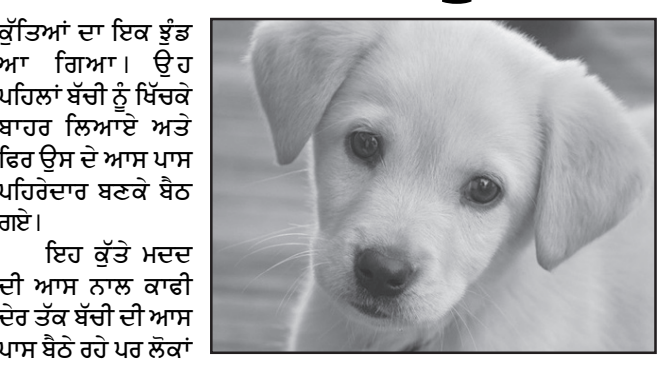 ਕੁੱਤਿਆਂ ਦਾ ਇਕ ਝੁੰਡ
ਆ ਗਿਆ। ਉਹ
ਪਹਿਲਾਂ ਬੱਚੀ ਨੂੰ ਖਿੱਚਕੇ
ਬਾਹਰ ਲਿਆਏ ਅਤੇ
ਫਿਰ ਉਸ ਦੇ ਆਸ ਪਾਸ
ਪਹਿਰੇਦਾਰ ਬਣਕੇ ਬੈਠ
ਗਏ।
ਇਹ ਕੁੱਤੇ ਮਦਦ
ਦੀ ਆਸ ਨਾਲ ਕਾਫੀ
ਦੇਰ ਤੱਕ ਬੱਚੀ ਦੀ ਆਸ
ਪਾਸ ਬੈਠੇ ਰਹੇ ਪਰ ਲੋਕਾਂ